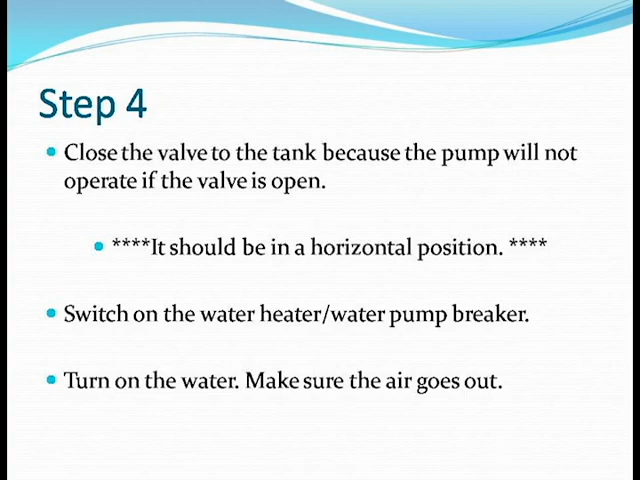 Step 4
• Close the valve to the tank because the pump will not
operate if the valve is open.
• ****It should be in a horizontal position. ****
• Switch on the water heater/water pump breaker.
• Turn on the water. Make sure the air goes out.